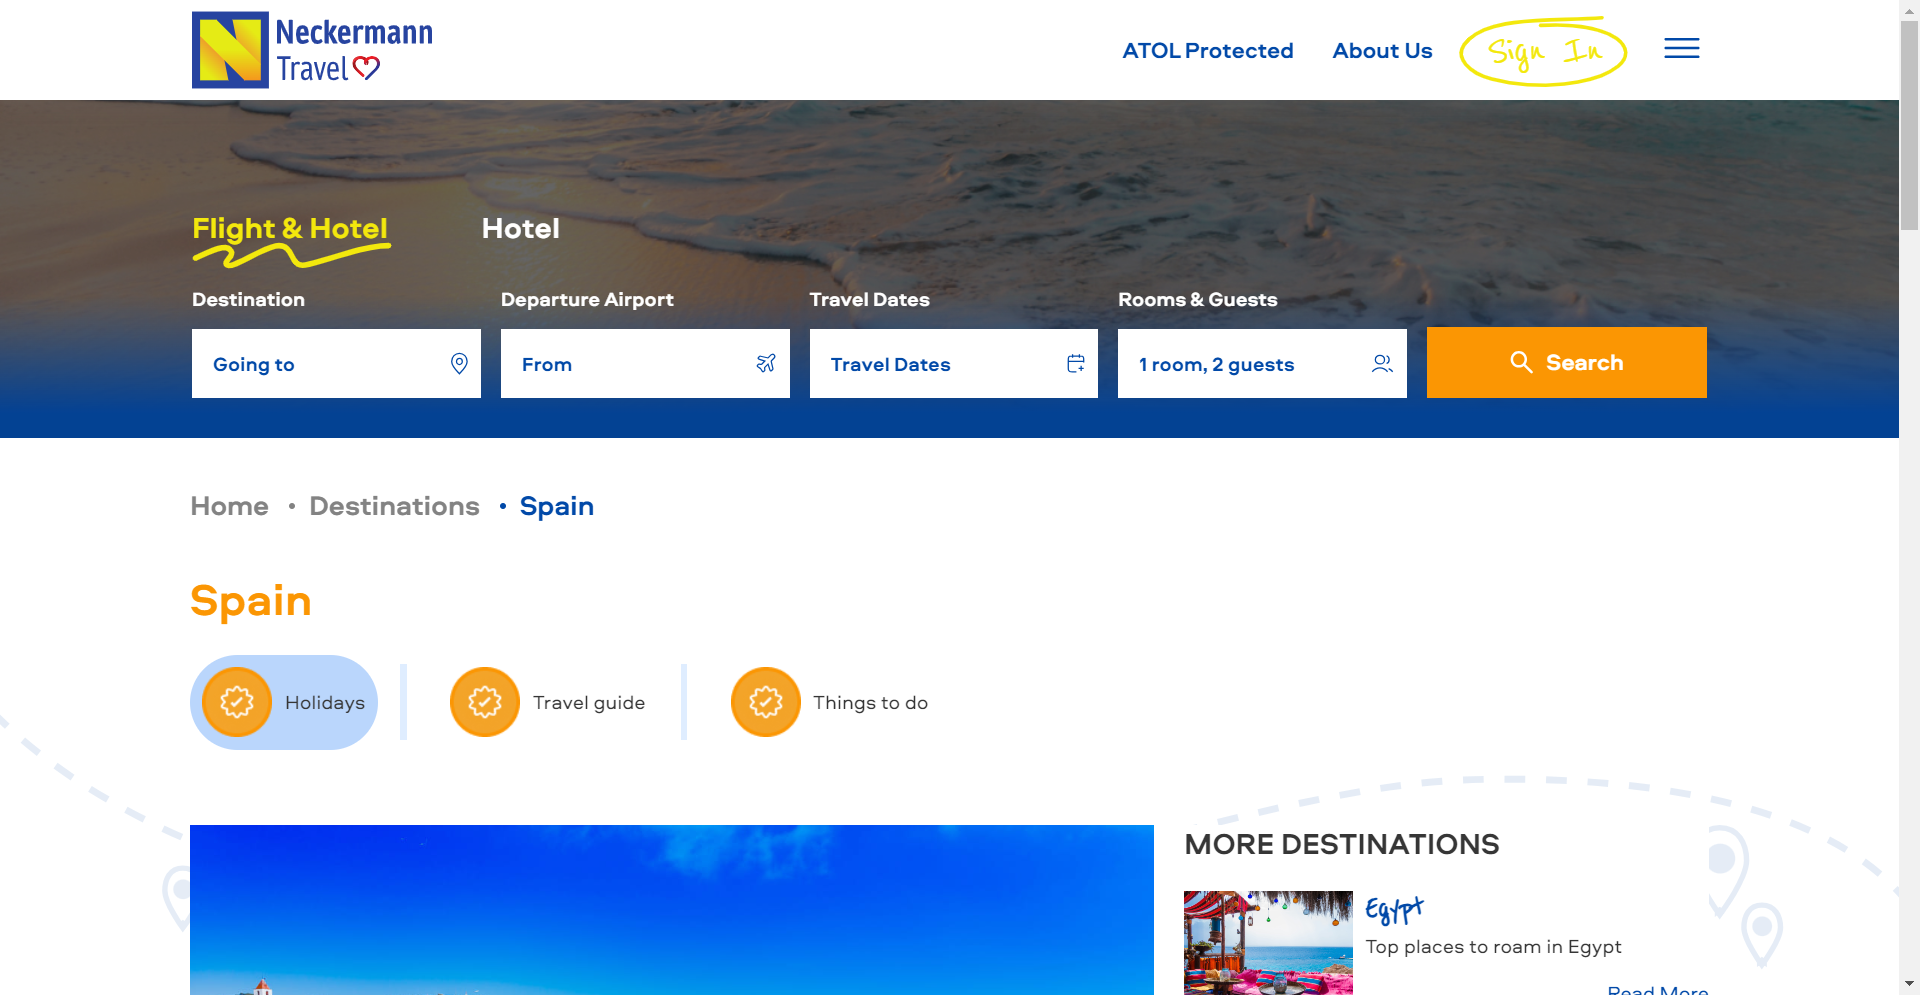 Neckermann
Travel
ATOL Protected
About Us
Sign In
Flight & Hotel
Hotel
Destination
Departure Airport
Travel Dates
Rooms & Guests
Going to
From
Travel Dates
1 room, 2 guests
Search
Home • Destinations • Spain
Spain
Holidays
Travel guide
Things to do
MORE DESTINATIONS
Egypt
Top places to roam in Egypt
Read More